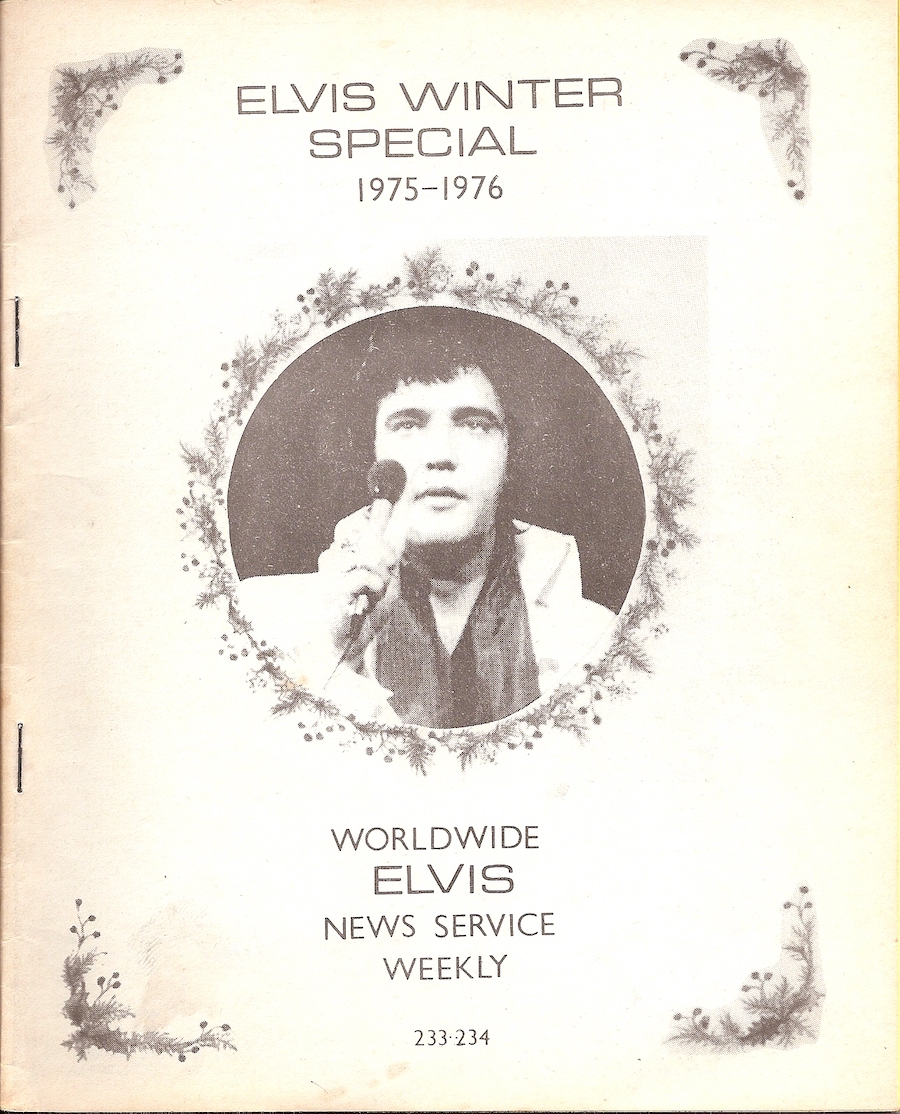 ELVIS WINTER
SPECIAL
1975–1976
WORLDWIDE
ELVIS
NEWS SERVICE
WEEKLY
233·234